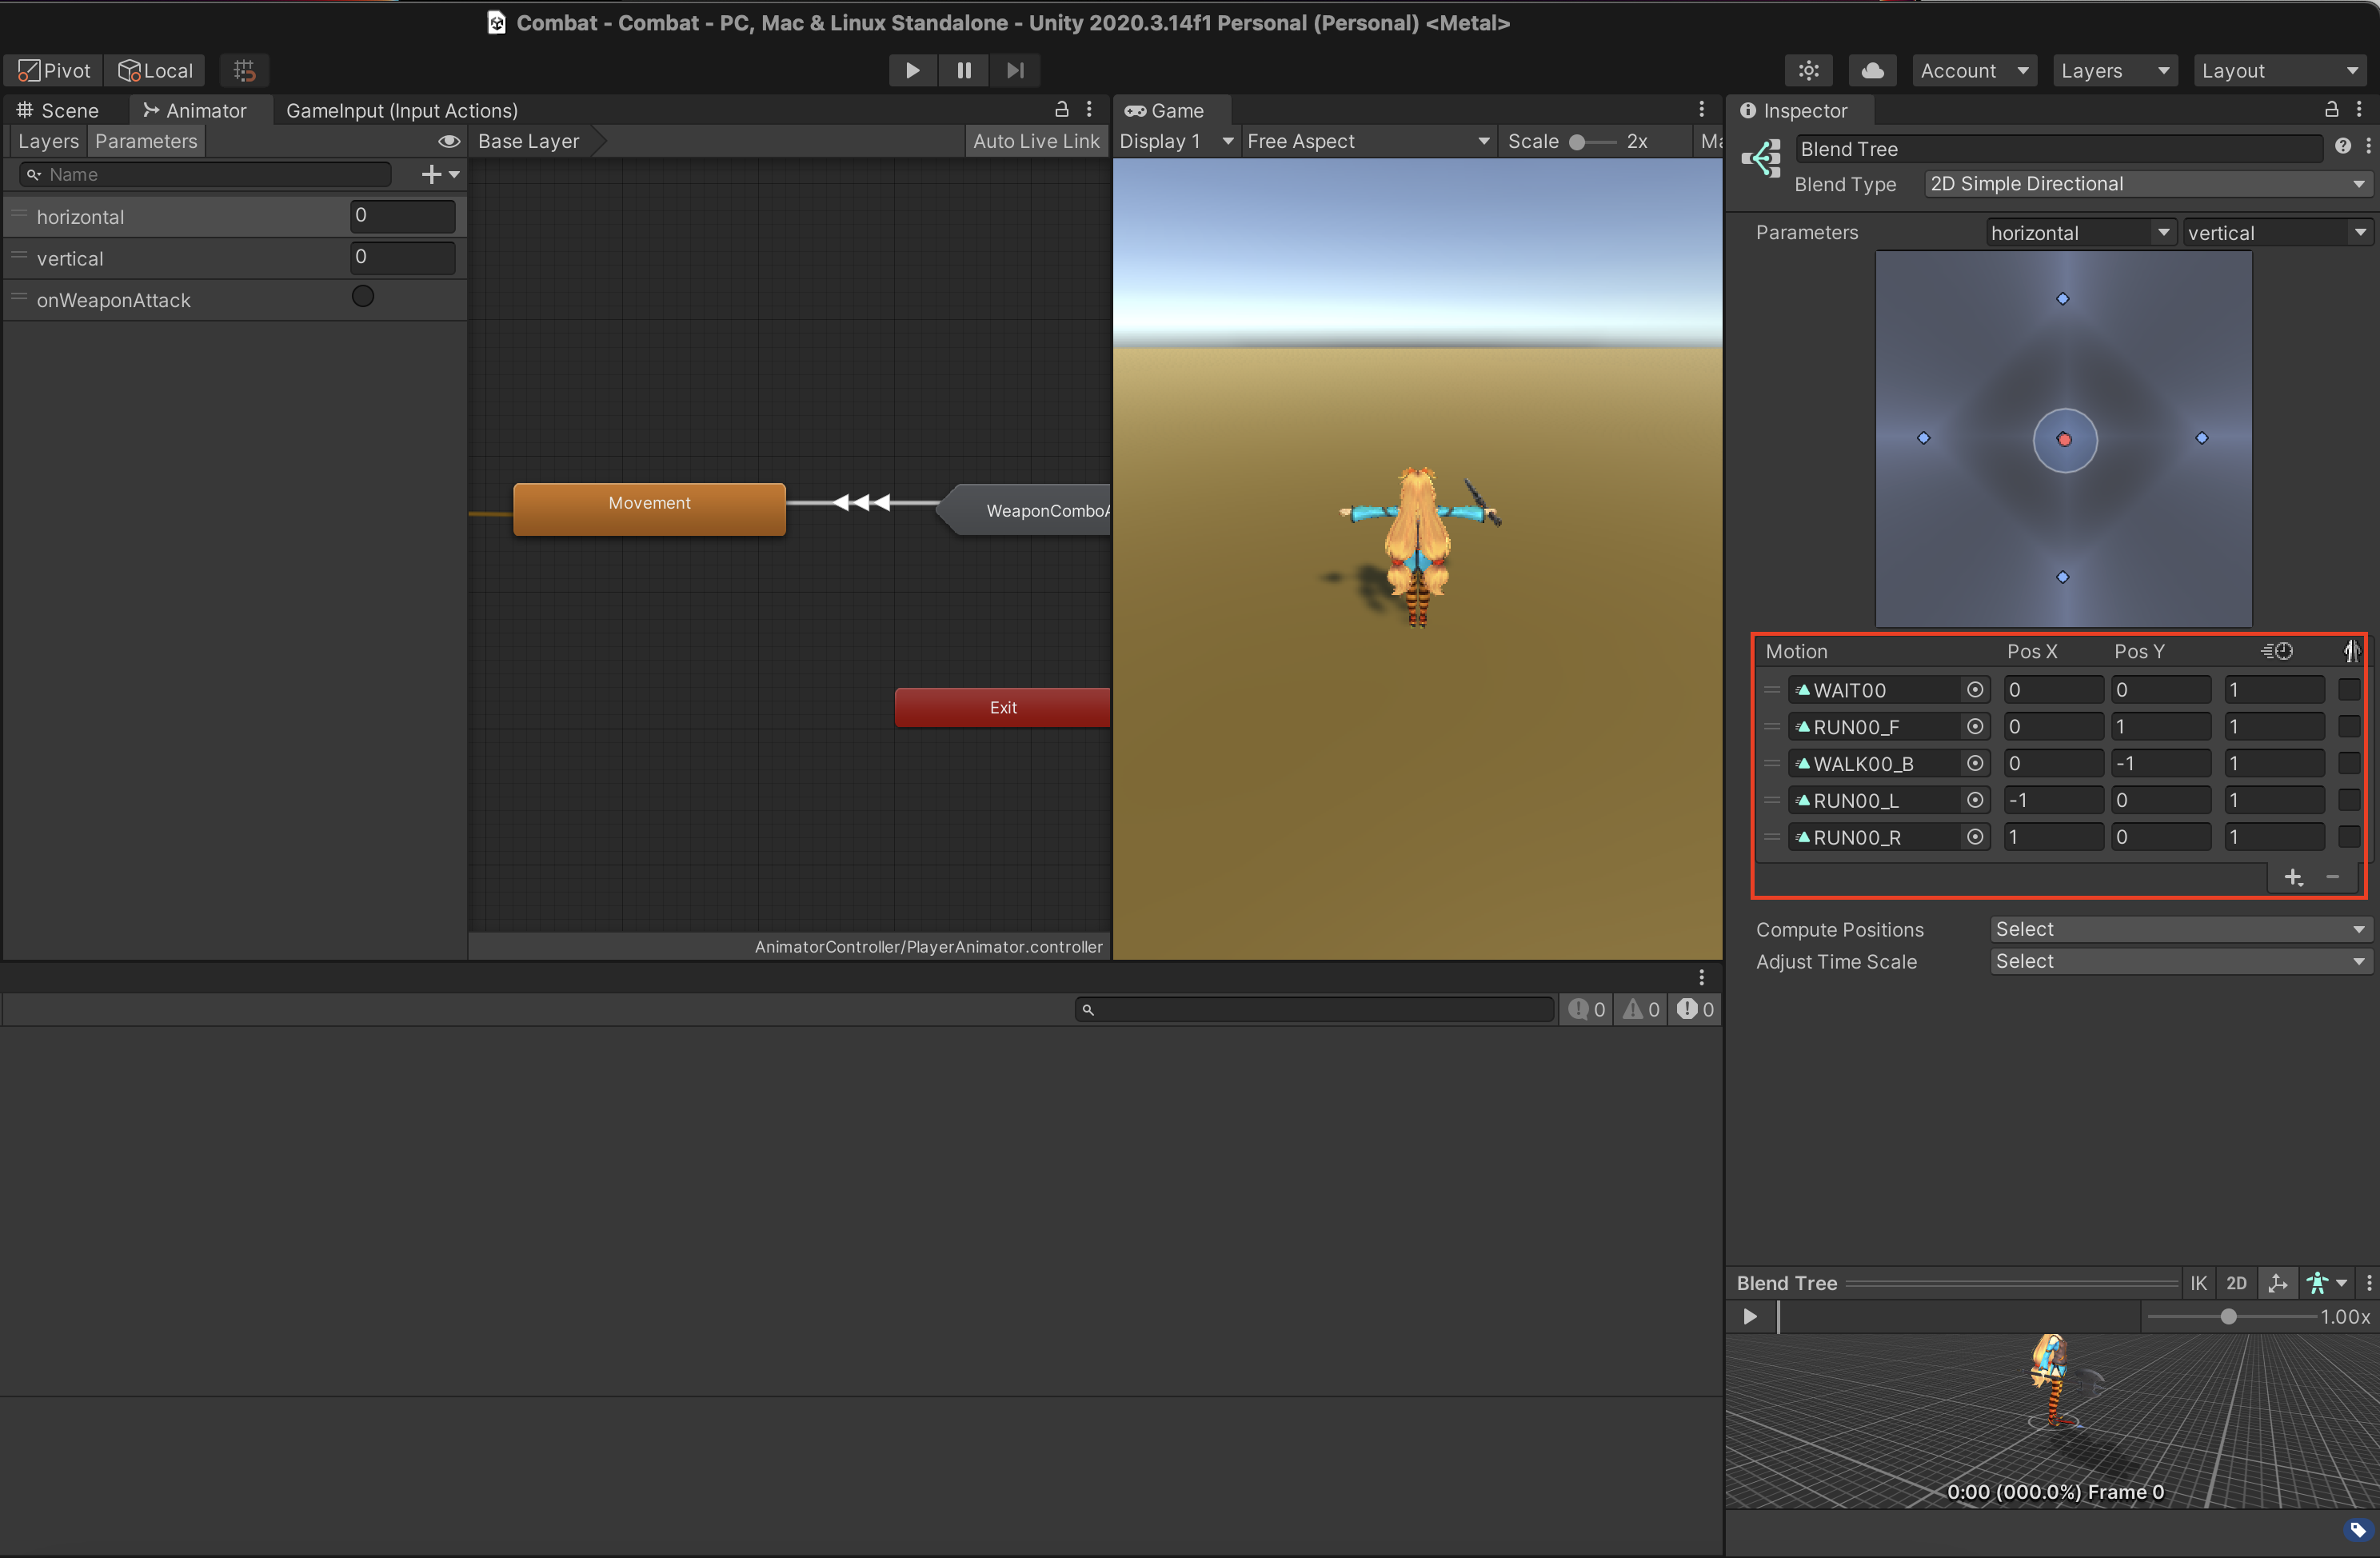 Combat - Combat - PC, Mac & Linux Standalone - Unity 2020.3.14f1 Personal (Personal) <Metal>
Pivot Local Account Layers Layout
Scene Animator GameInput (Input Actions) Game Inspector
Layers Parameters Base Layer Auto Live Link Display 1 Free Aspect Scale 2x Ma
Blend Tree
Name
Blend Type 2D Simple Directional
horizontal 0
Parameters horizontal vertical
vertical 0
onWeaponAttack
Movement
WeaponComboA
Exit
Motion Pos X Pos Y
WAIT00 0 0 1
RUN00_F 0 1 1
WALK00_B 0 -1 1
RUN00_L -1 0 1
RUN00_R 1 0 1
Compute Positions Select
AnimatorController/PlayerAnimator.controller
Adjust Time Scale Select
0 0 0
Blend Tree IK 2D
1.00x
0:00 (000.0%) Frame 0